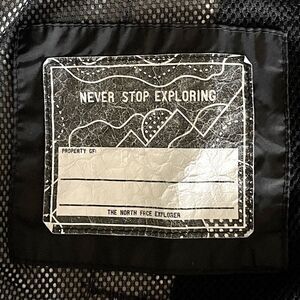 NEVER STOP EXPLORING
PROPERTY OF:
THE NORTH FACE EXPLORER